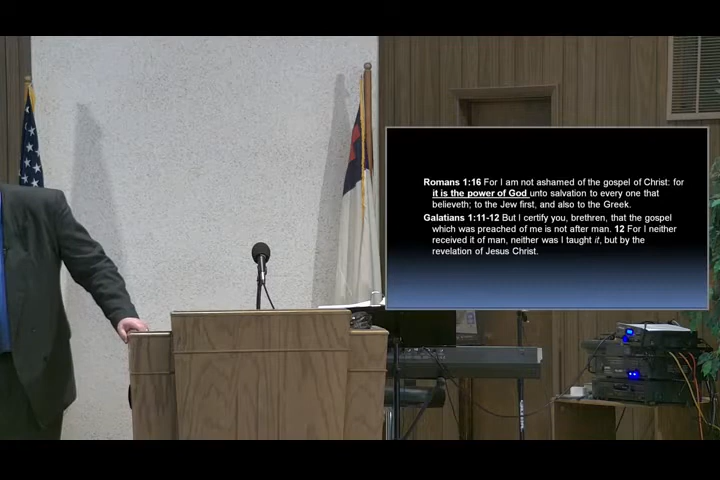 Romans 1:16 For I am not ashamed of the gospel of Christ: for
it is the power of God unto salvation to every one that
believeth; to the Jew first, and also to the Greek.
Galatians 1:11-12 But I certify you, brethren, that the gospel
which was preached of me is not after man. 12 For I neither
received it of man, neither was I taught it, but by the
revelation of Jesus Christ.